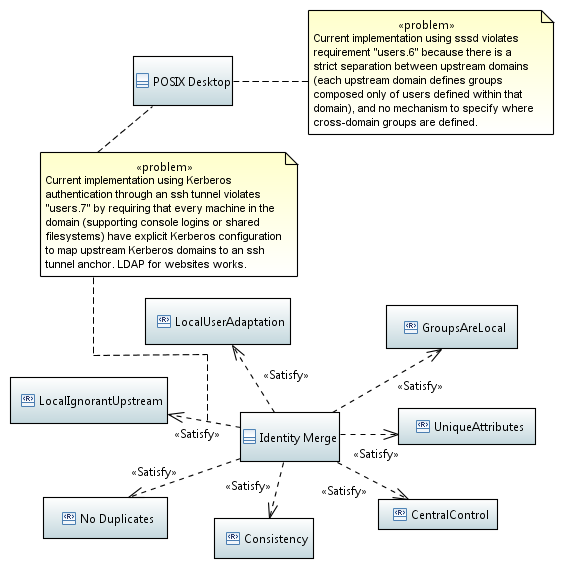 «problem»
Current implementation using sssd violates
requirement "users.6" because there is a
strict separation between upstream domains
(each upstream domain defines groups
composed only of users defined within that
domain), and no mechanism to specify where
cross-domain groups are defined.
POSIX Desktop
«problem»
Current implementation using Kerberos
authentication through an ssh tunnel violates
"users.7" by requiring that every machine in the
domain (supporting console logins or shared
filesystems) have explicit Kerberos configuration
to map upstream Kerberos domains to an ssh
tunnel anchor. LDAP for websites works.
«R» LocalUserAdaptation
«R» GroupsAreLocal
«Satisfy»
«Satisfy»
«R» LocalIgnorantUpstream
«Satisfy»
Identity Merge
«R» UniqueAttributes
«Satisfy»
«Satisfy»
«Satisfy»
«Satisfy»
«R» No Duplicates
«R» Consistency
«R» CentralControl